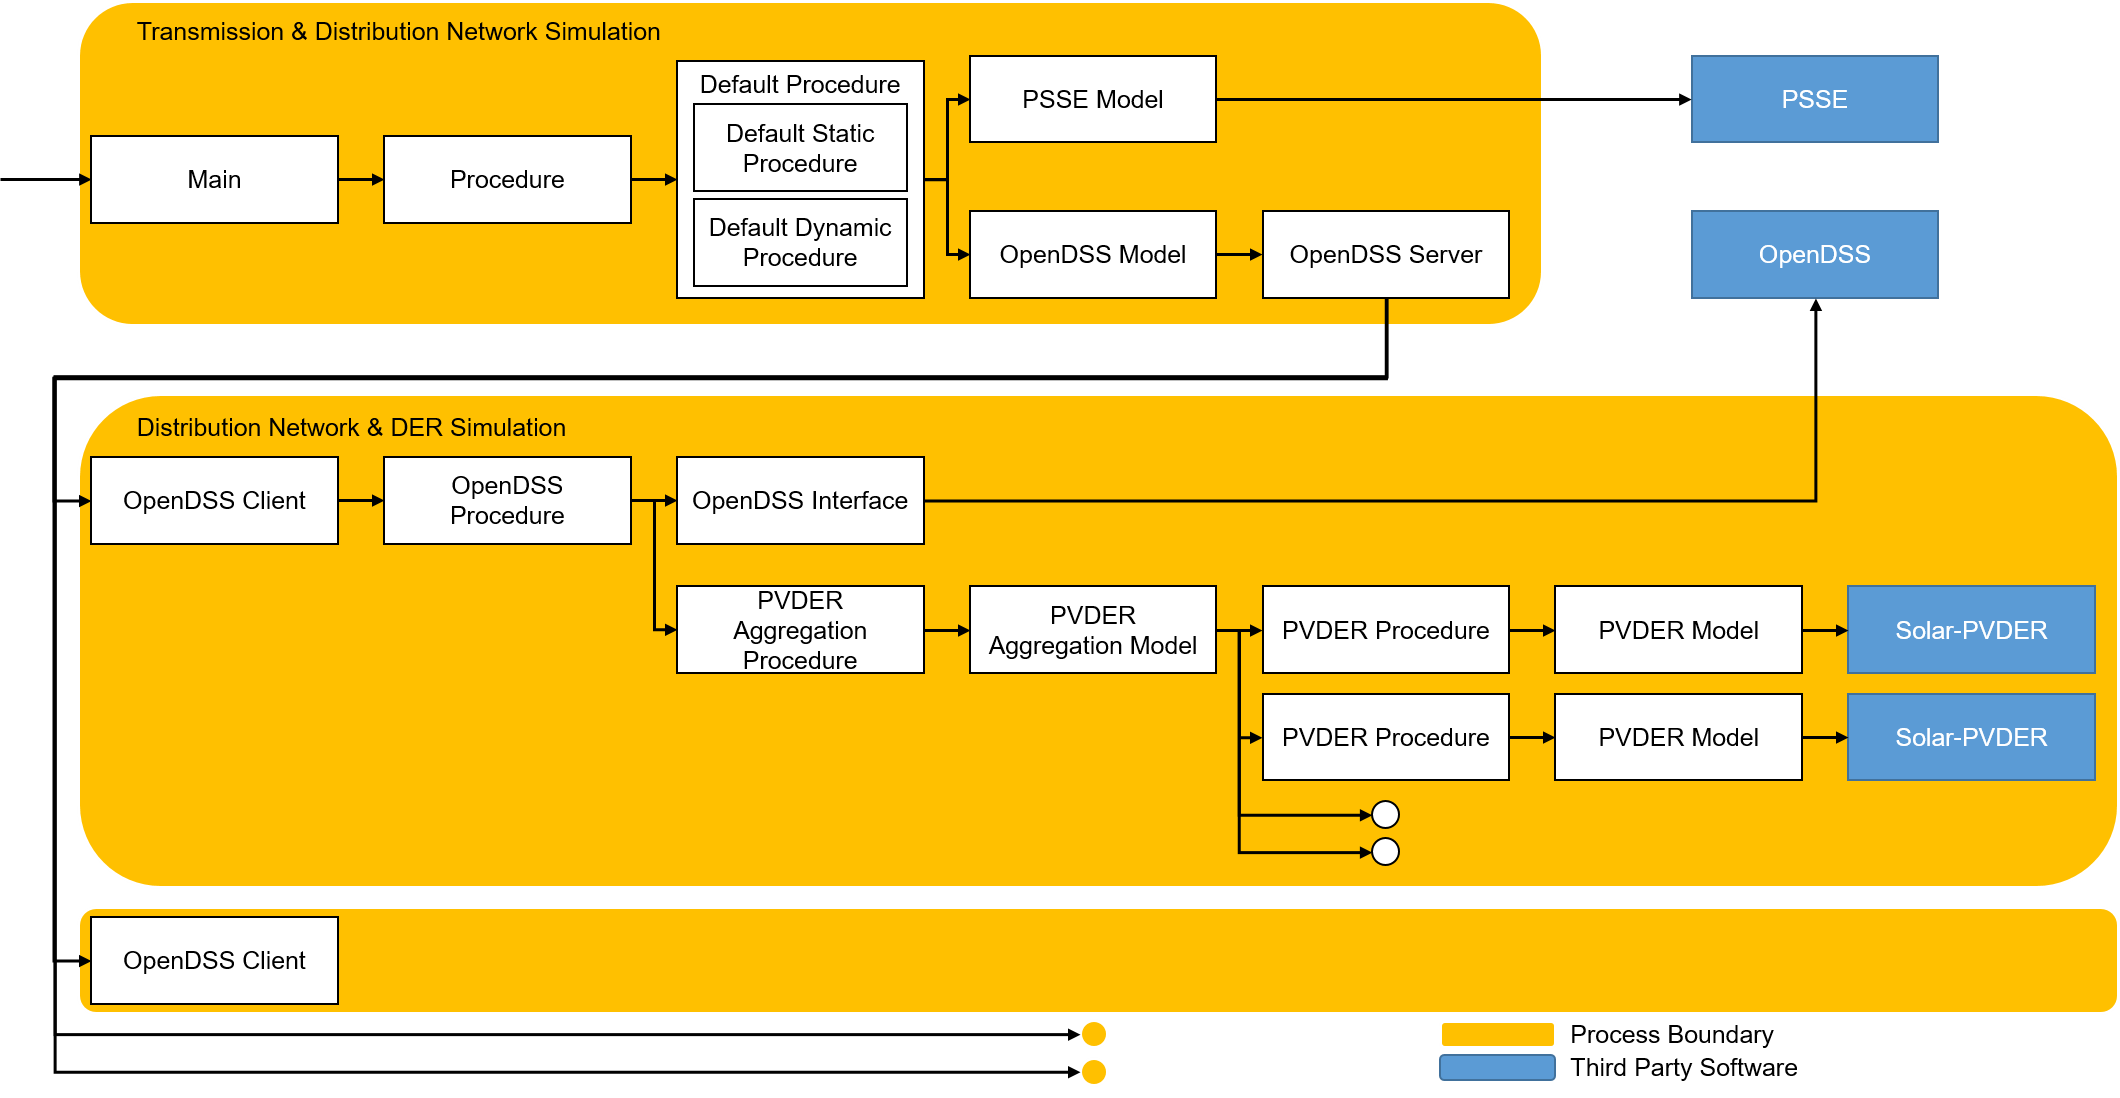 Transmission & Distribution Network Simulation
Main
Procedure
Default Procedure
Default Static
Procedure
Default Dynamic
Procedure
PSSE Model
OpenDSS Model
OpenDSS Server
PSSE
OpenDSS
Distribution Network & DER Simulation
OpenDSS Client
OpenDSS
Procedure
OpenDSS Interface
PVDER
Aggregation
Procedure
PVDER
Aggregation Model
PVDER Procedure
PVDER Model
Solar-PVDER
PVDER Procedure
PVDER Model
Solar-PVDER
OpenDSS Client
Process Boundary
Third Party Software